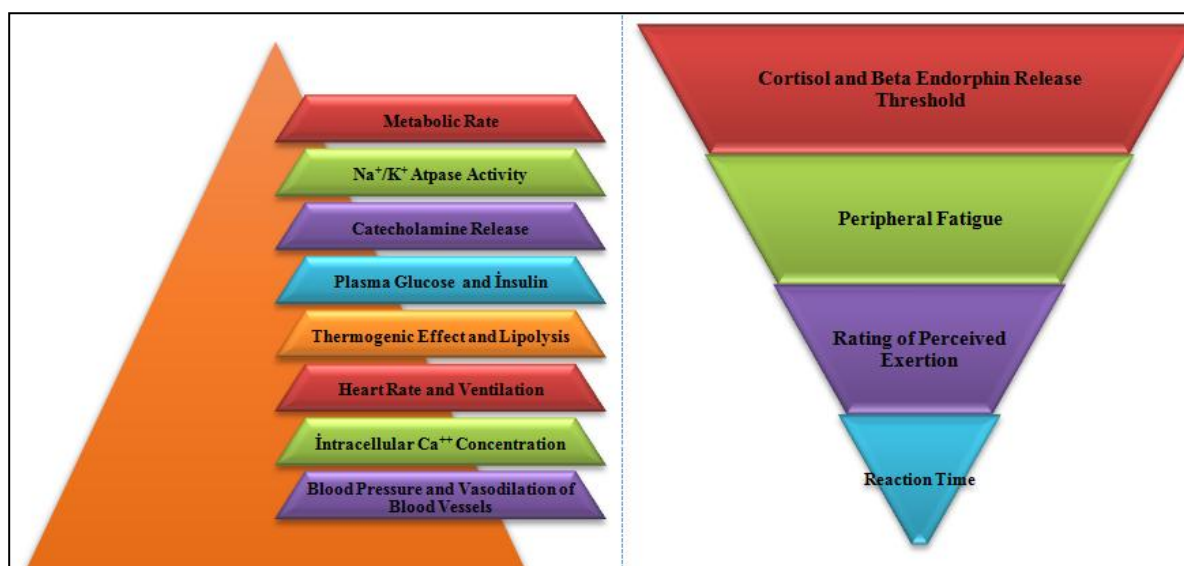 Metabolic Rate
Na⁺/K⁺ Atpase Activity
Catecholamine Release
Plasma Glucose and İnsulin
Thermogenic Effect and Lipolysis
Heart Rate and Ventilation
İntracellular Ca⁺⁺ Concentration
Blood Pressure and Vasodilation of
Blood Vessels
Cortisol and Beta Endorphin Release
Threshold
Peripheral Fatigue
Rating of Perceived
Exertion
Reaction Time